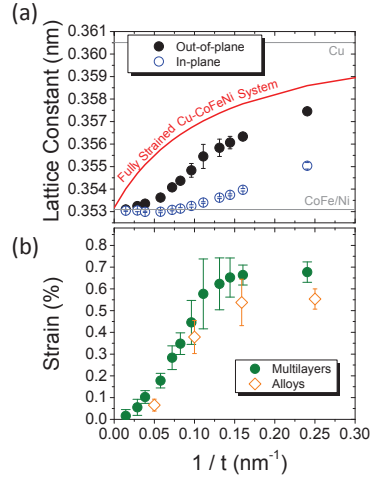 (a)
0.361
0.360
0.359
0.358
0.357
0.356
0.355
0.354
0.353
Lattice Constant (nm)
Out-of-plane
In-plane
Cu
Fully Strained Cu-CoFeNi System
CoFe/Ni
(b)
0.8
0.7
0.6
0.5
0.4
0.3
0.2
0.1
0.0
Strain (%)
Multilayers
Alloys
0.00 0.05 0.10 0.15 0.20 0.25 0.30
1 / t (nm⁻¹)